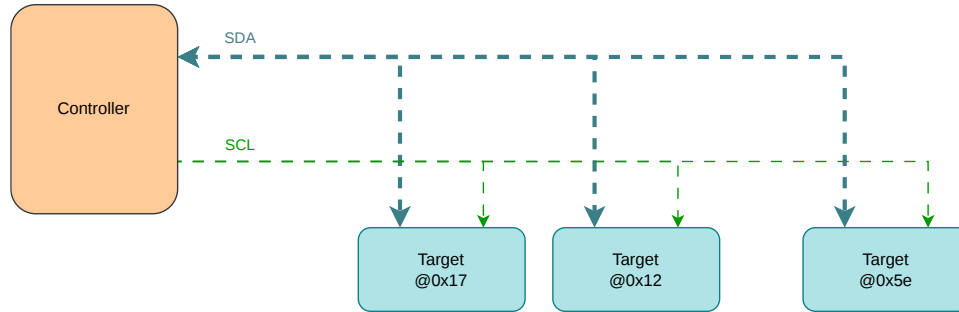 SDA
Controller
SCL
Target
@0x17
Target
@0x12
Target
@0x5e